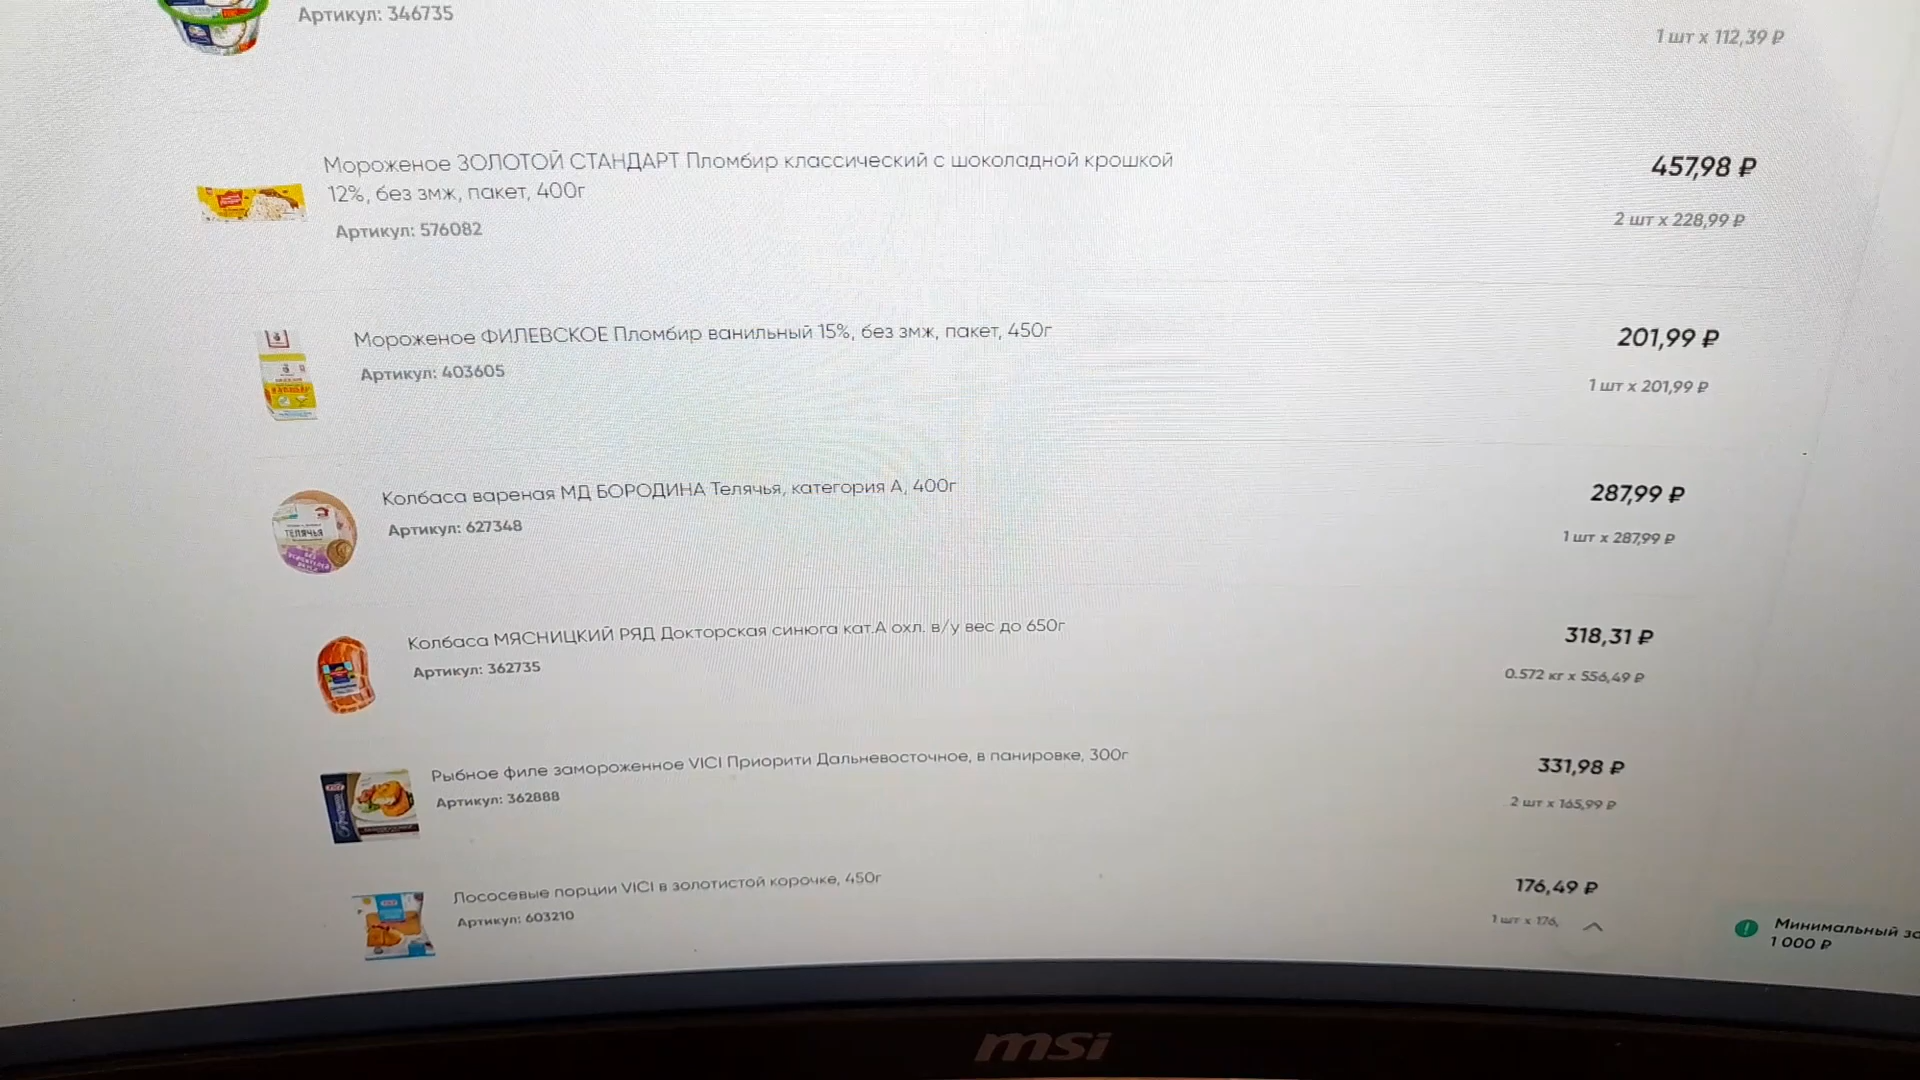 Артикул: 346735
1 шт x 112,39 ₽
Мороженое ЗОЛОТОЙ СТАНДАРТ Пломбир классический с шоколадной крошкой
12%, без змж, пакет, 400г
Артикул: 576082
457,98 ₽
2 шт x 228,99 ₽
Мороженое ФИЛЕВСКОЕ Пломбир ванильный 15%, без змж, пакет, 450г
Артикул: 403605
201,99 ₽
1 шт x 201,99 ₽
Колбаса вареная МД БОРОДИНА Телячья, категория А, 400г
Артикул: 627348
287,99 ₽
1 шт x 287,99 ₽
ТЕЛЯЧЬЯ
Колбаса МЯСНИЦКИЙ РЯД Докторская синюга кат.А охл. в/у вес до 650г
Артикул: 362735
318,31 ₽
0.572 кг x 556,49 ₽
Рыбное филе замороженное VICI Приорити Дальневосточное, в панировке, 300г
Артикул: 362888
331,98 ₽
2 шт x 165,99 ₽
Лососевые порции VICI в золотистой корочке, 450г
Артикул: 603210
176,49 ₽
1 шт x 176,
Минимальный за
1 000 ₽
msi